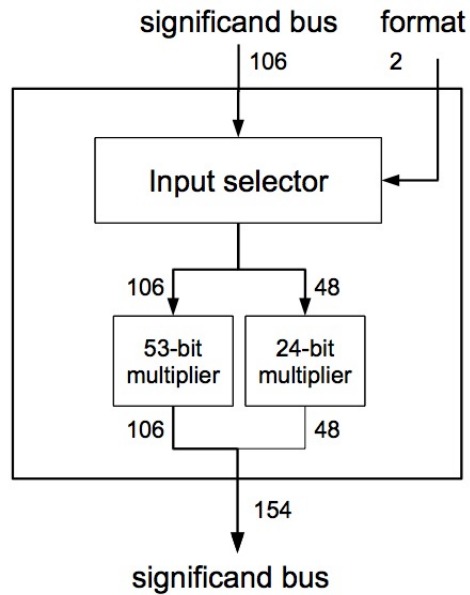 significand bus format
106 2
Input selector
106 48
53-bit 24-bit
multiplier multiplier
106 48
154
significand bus